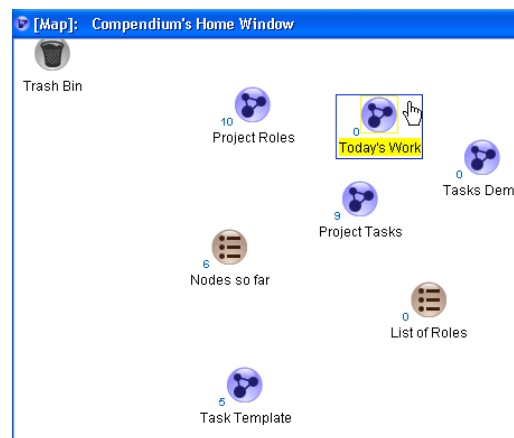 [Map]: Compendium's Home Window
Trash Bin
10
Project Roles
0
Today's Work
0
Tasks Dem
9
Project Tasks
6
Nodes so far
0
List of Roles
5
Task Template